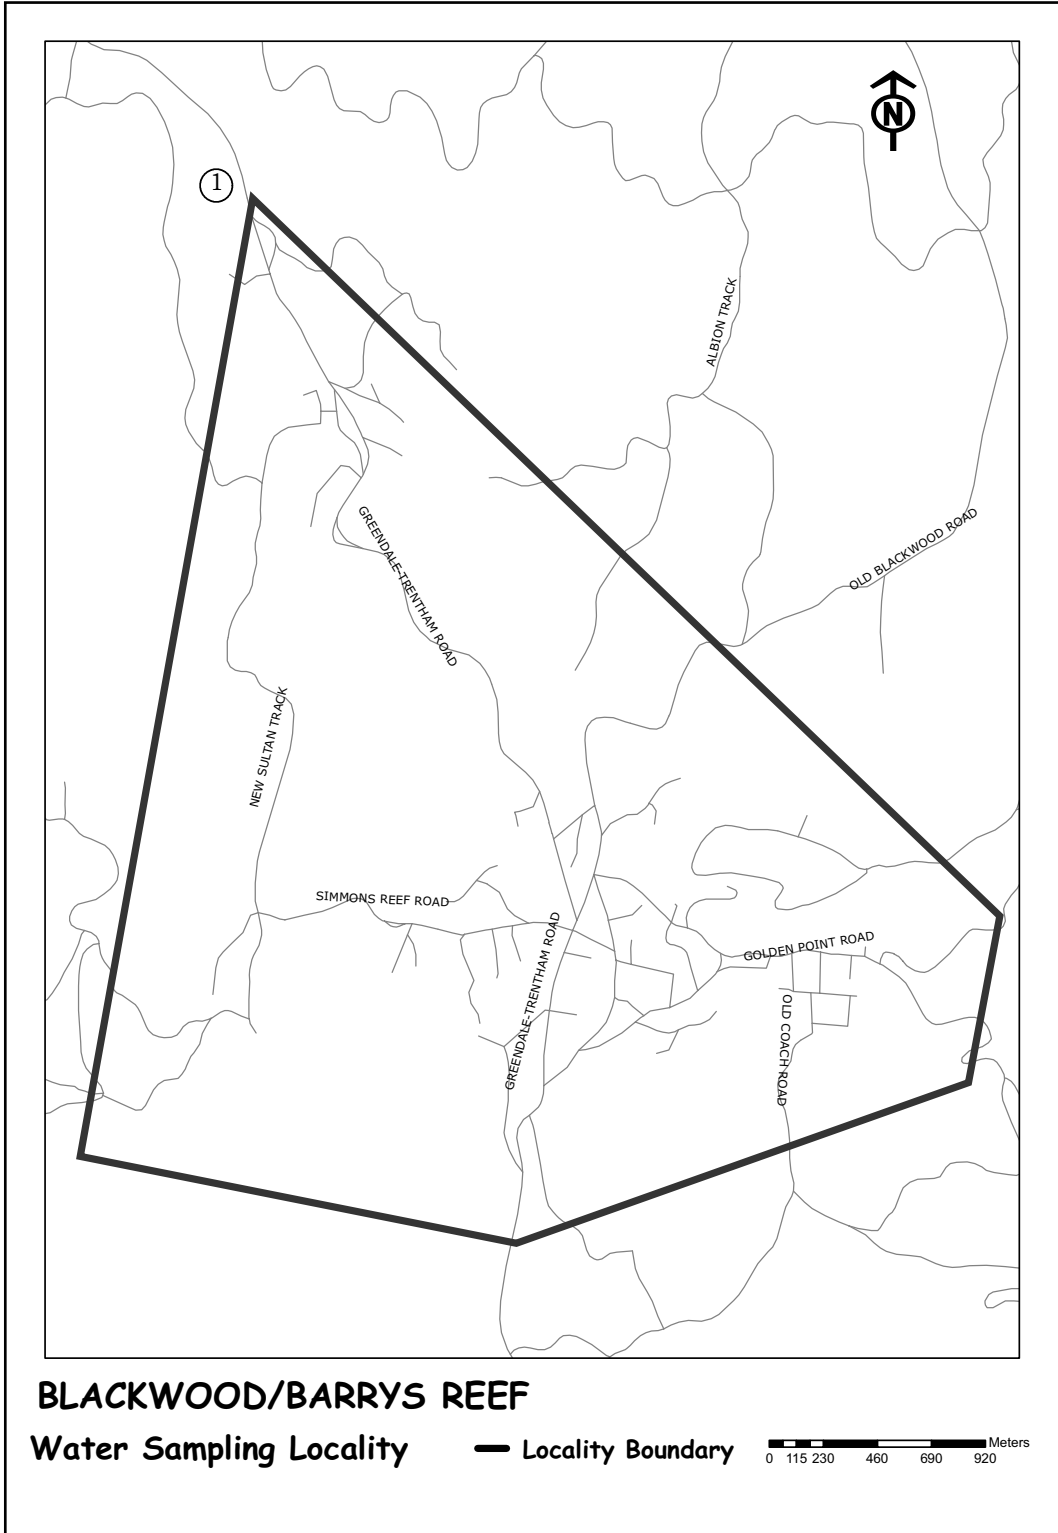 N
1
ALBION TRACK
OLD BLACKWOOD ROAD
GREENDALE-TRENTHAM ROAD
NEW SULTAN TRACK
SIMMONS REEF ROAD
GREENDALE-TRENTHAM ROAD
GOLDEN POINT ROAD
OLD COACH ROAD
BLACKWOOD/BARRYS REEF
Water Sampling Locality
Locality Boundary
Meters
0 115 230 460 690 920